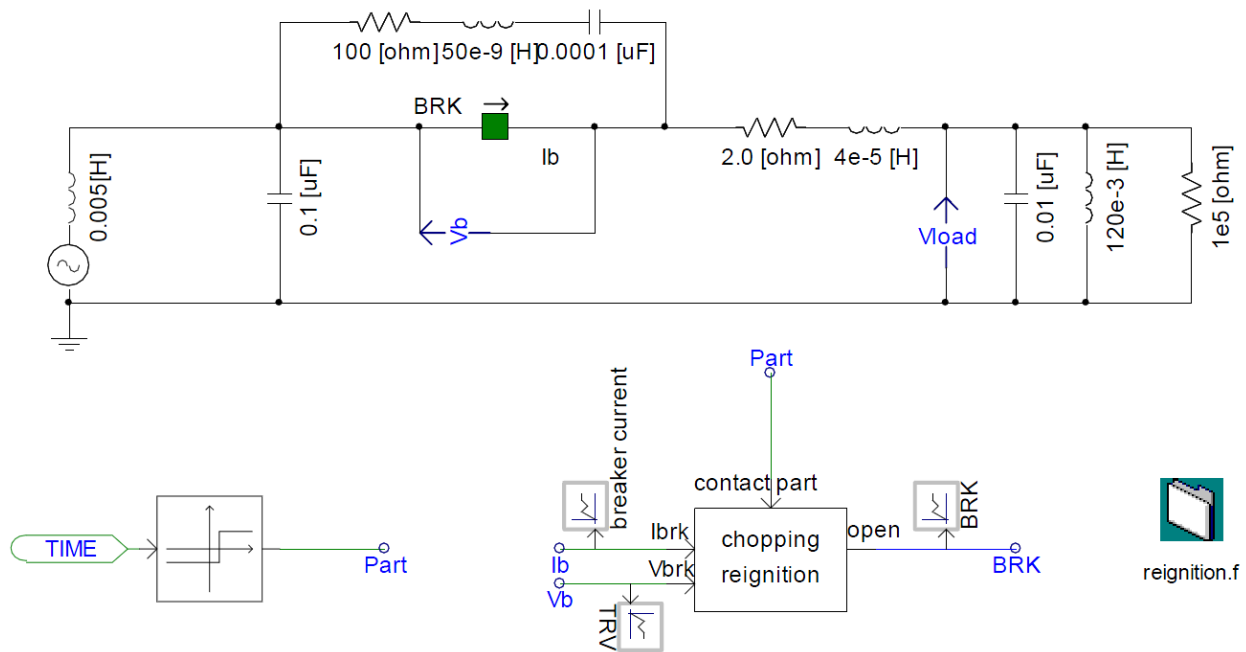 100 [ohm]
50e-9 [H]
0.0001 [uF]
BRK
Ib
0.005[H]
0.1 [uF]
Vb
2.0 [ohm]
4e-5 [H]
Vload
0.01 [uF]
120e-3 [H]
1e5 [ohm]
Part
breaker current
contact part
BRK
TIME
Part
Ibrk
Ib
Vbrk
Vb
chopping
reignition
open
BRK
TRV
reignition.f